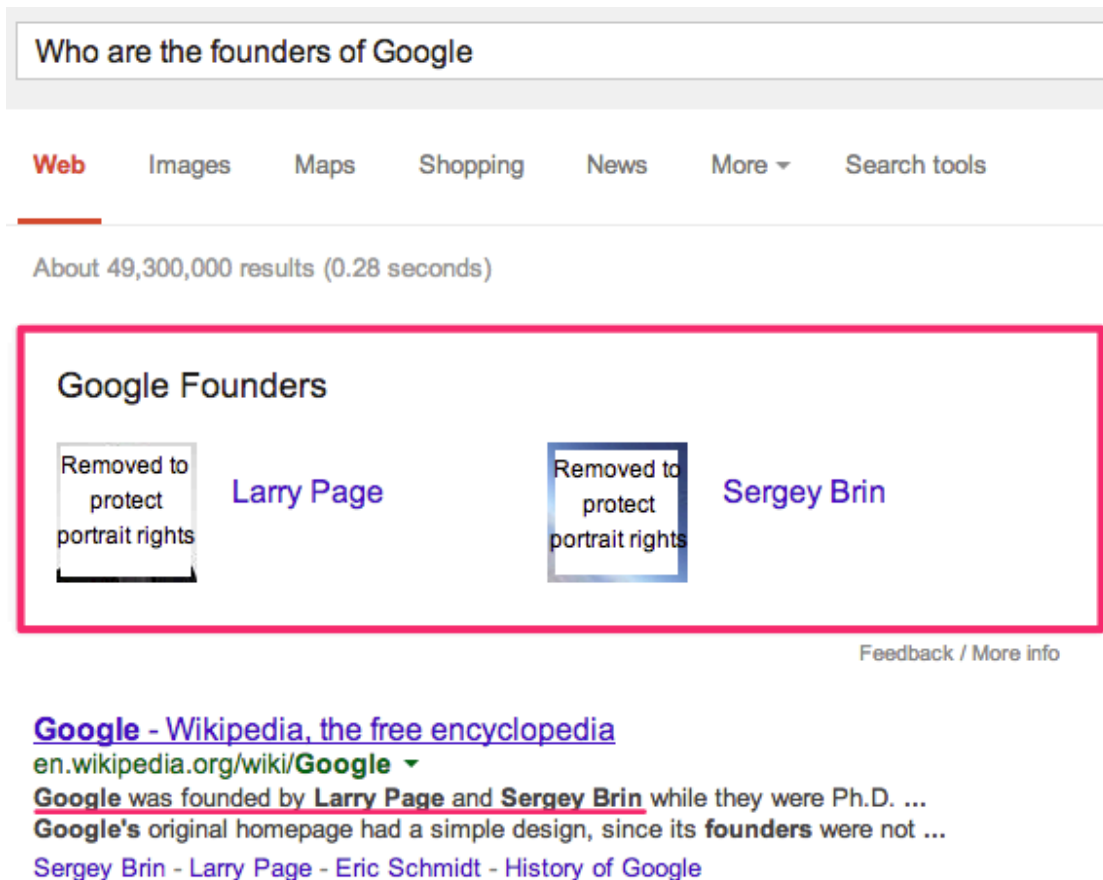 Who are the founders of Google
Web Images Maps Shopping News More Search tools
About 49,300,000 results (0.28 seconds)
Google Founders
Removed to
protect
portrait rights
Larry Page
Removed to
protect
portrait rights
Sergey Brin
Feedback / More info
Google - Wikipedia, the free encyclopedia
en.wikipedia.org/wiki/Google
Google was founded by Larry Page and Sergey Brin while they were Ph.D. ...
Google's original homepage had a simple design, since its founders were not ...
Sergey Brin - Larry Page - Eric Schmidt - History of Google